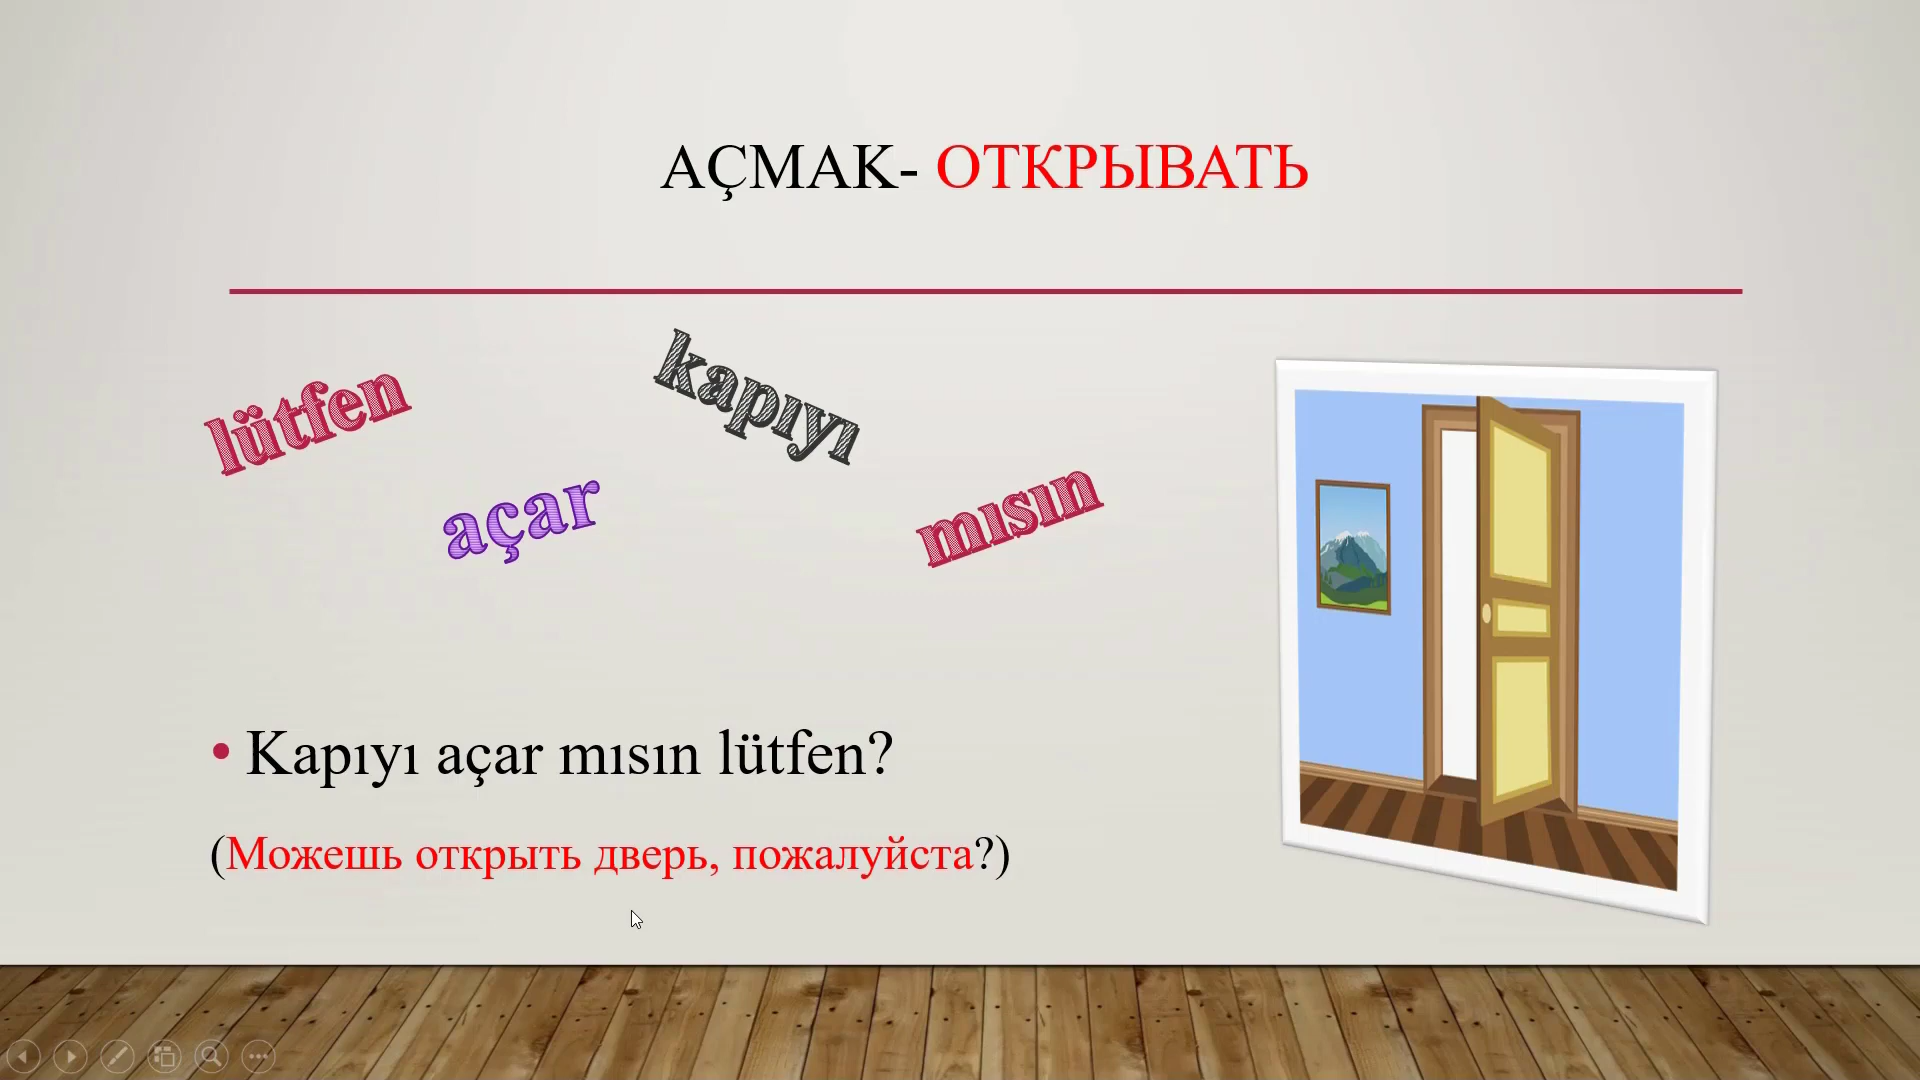 AÇMAK- ОТКРЫВАТЬ
lütfen
kapıyı
açar
mısın
• Kapıyı açar mısın lütfen?
(Можешь открыть дверь, пожалуйста?)